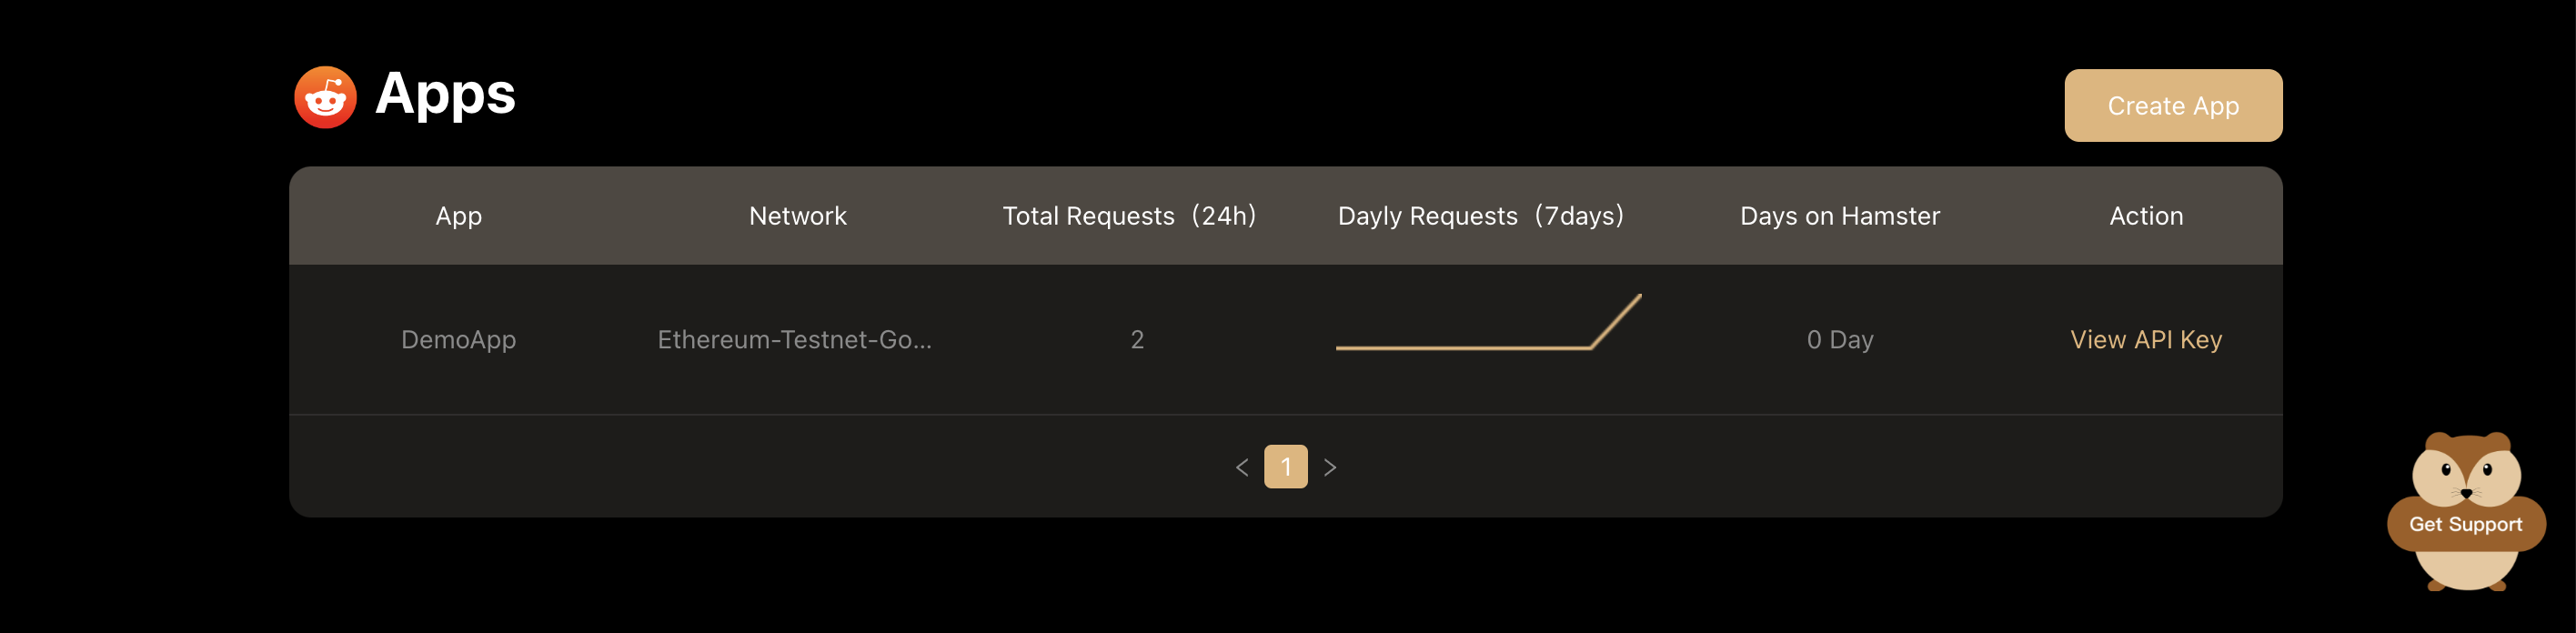 Apps
Create App
App Network Total Requests（24h） Dayly Requests（7days） Days on Hamster Action
DemoApp Ethereum-Testnet-Go... 2 0 Day View API Key
< 1 >
Get Support